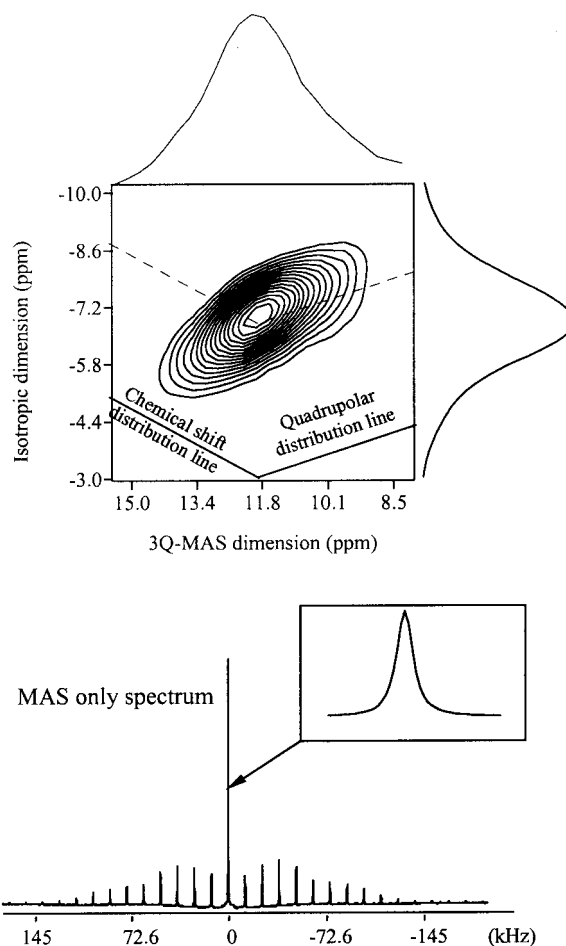 -10.0
-8.6
-7.2
-5.8
-4.4
-3.0
Isotropic dimension (ppm)
Chemical shift
distribution line
Quadrupolar
distribution line
15.0 13.4 11.8 10.1 8.5
3Q-MAS dimension (ppm)
MAS only spectrum
145 72.6 0 -72.6 -145 (kHz)